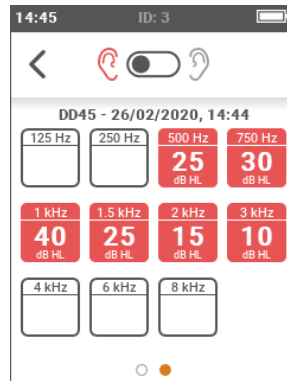 14:45 ID: 3
DD45 - 26/02/2020, 14:44
125 Hz 250 Hz 500 Hz 750 Hz
25 30
dB HL dB HL
1 kHz 1.5 kHz 2 kHz 3 kHz
40 25 15 10
dB HL dB HL dB HL dB HL
4 kHz 6 kHz 8 kHz